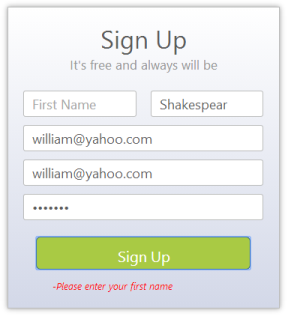 Sign Up
It's free and always will be
First Name Shakespear
william@yahoo.com
william@yahoo.com
•••••••
Sign Up
-Please enter your first name